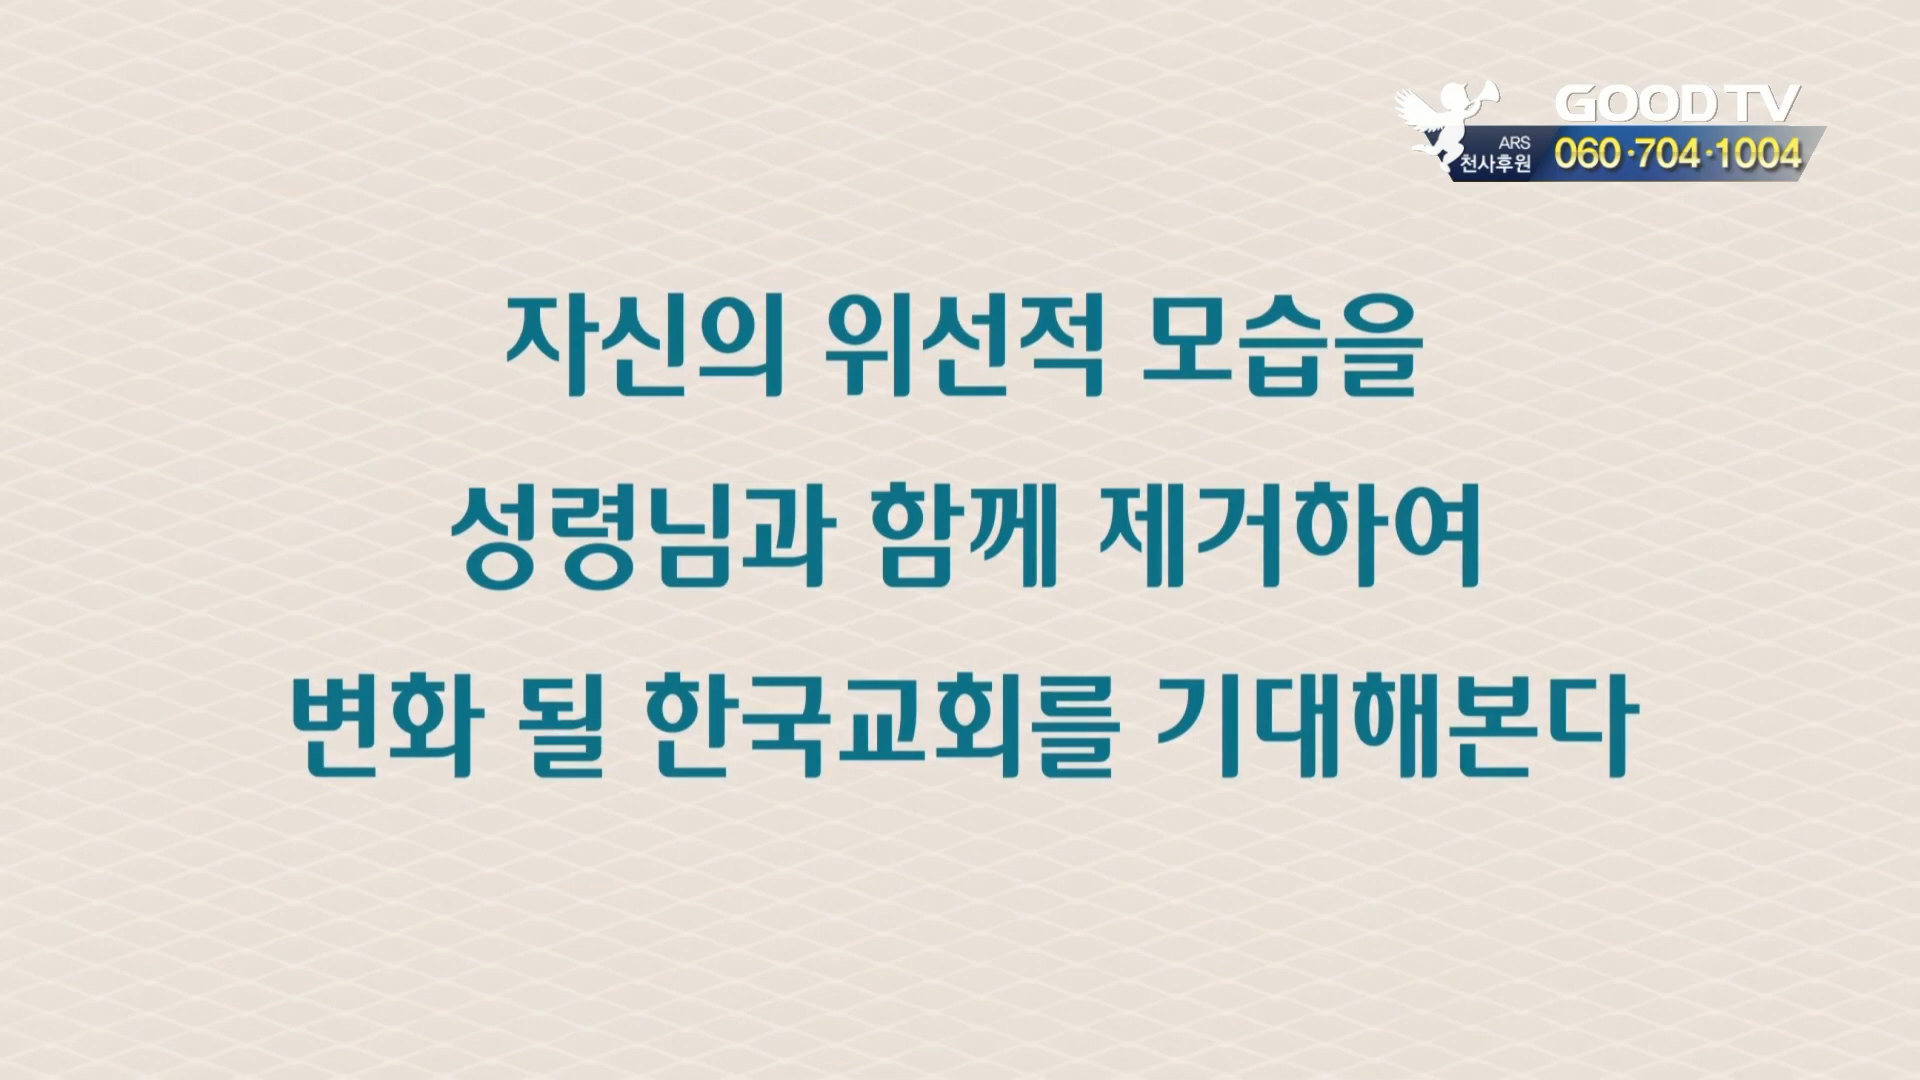 GOODTV
ARS
천사후원 060·704·1004
자신의 위선적 모습을
성령님과 함께 제거하여
변화 될 한국교회를 기대해본다